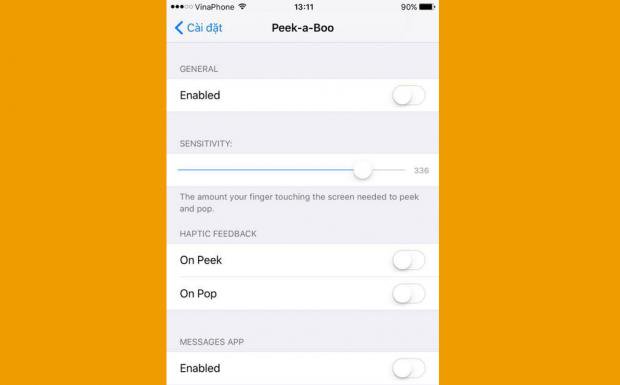 VinaPhone 13:11 90%
Cài đặt Peek-a-Boo
GENERAL
Enabled
SENSITIVITY:
336
The amount your finger touching the screen needed to peek
and pop.
HAPTIC FEEDBACK
On Peek
On Pop
MESSAGES APP
Enabled